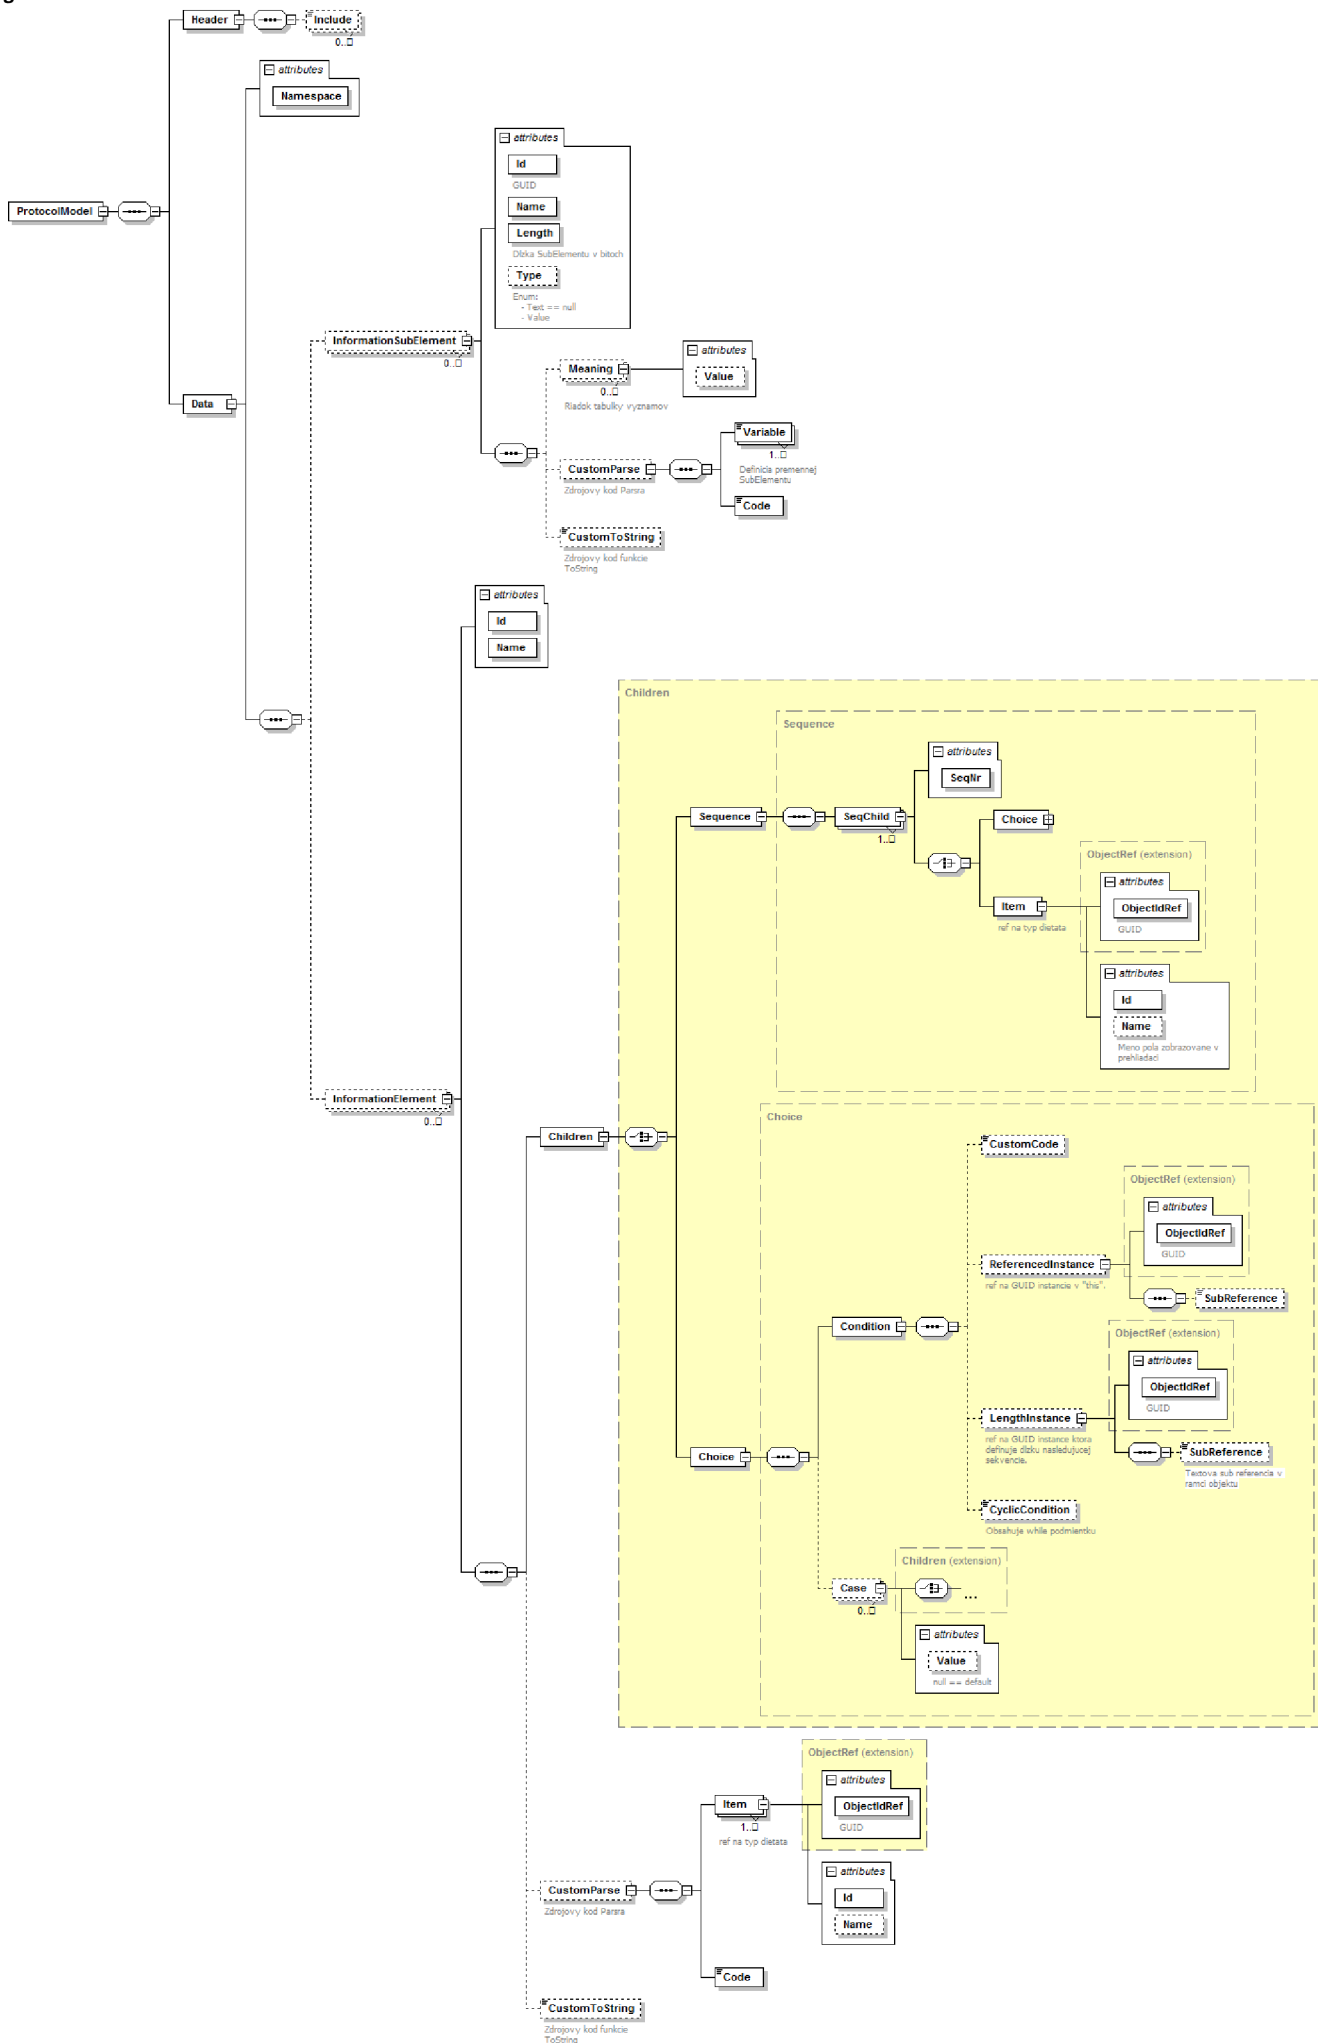 g
Header
Include
0..□
attributes
Namespace
attributes
Id
GUID
Name
Length
Dlzka SubElementu v bitoch
Type
Enum:
- Text == null
- Value
ProtocolModel
InformationSubElement
0..□
Data
Meaning
0..□
Riadok tabulky vyznamov
attributes
Value
CustomParse
Zdrojovy kod Parsra
Variable
1..□
Definicia premennej
SubElementu
Code
CustomToString
Zdrojovy kod funkcie
ToString
attributes
Id
Name
Children
Sequence
attributes
SeqNr
Sequence
SeqChild
1..□
Choice
ObjectRef (extension)
attributes
ObjectIdRef
GUID
Item
ref na typ dietata
attributes
Id
Name
Meno pola zobrazovane v
prehliadaci
InformationElement
0..□
Children
Choice
CustomCode
ObjectRef (extension)
attributes
ObjectIdRef
GUID
ReferencedInstance
ref na GUID instancie v "this".
SubReference
Condition
ObjectRef (extension)
attributes
ObjectIdRef
GUID
LengthInstance
ref na GUID instance ktora
definuje dlzku nasledujucej
sekvencie.
SubReference
Textova sub referencia v
ramci objektu
Choice
CyclicCondition
Obsahuje while podmientku
Children (extension)
...
Case
0..□
attributes
Value
null == default
ObjectRef (extension)
attributes
ObjectIdRef
GUID
Item
1..□
ref na typ dietata
attributes
Id
Name
CustomParse
Zdrojovy kod Parsra
Code
CustomToString
Zdrojovy kod funkcie
ToString